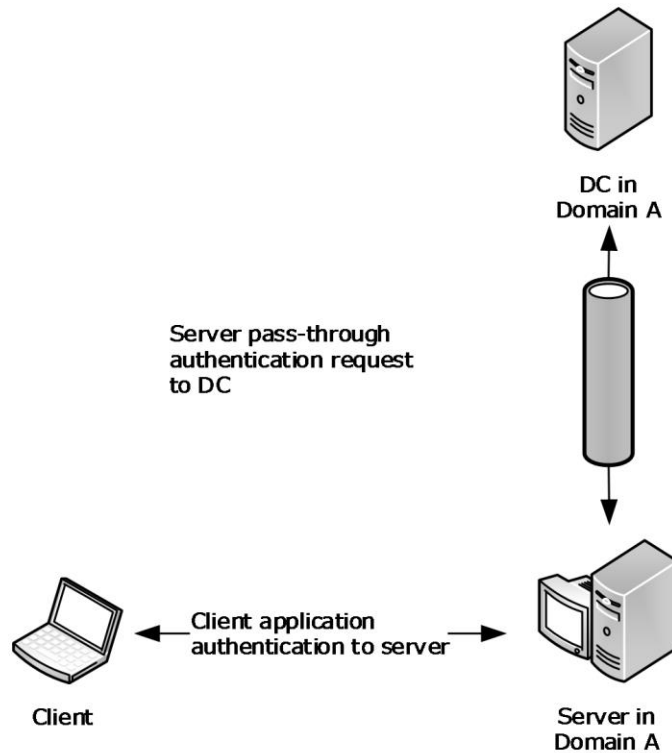 DC in
Domain A
Server pass-through
authentication request
to DC
Client application
authentication to server
Client
Server in
Domain A